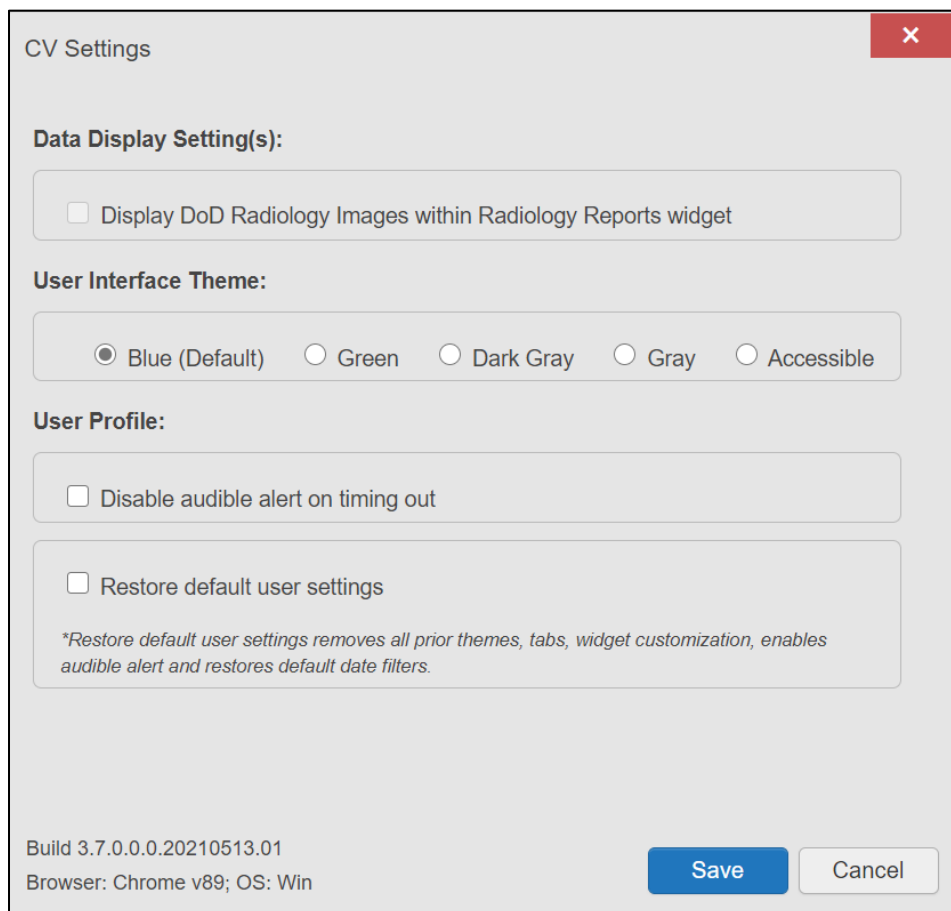 CV Settings
×
Data Display Setting(s):
Display DoD Radiology Images within Radiology Reports widget
User Interface Theme:
Blue (Default) Green Dark Gray Gray Accessible
User Profile:
Disable audible alert on timing out
Restore default user settings
*Restore default user settings removes all prior themes, tabs, widget customization, enables
audible alert and restores default date filters.
Build 3.7.0.0.0.20210513.01
Browser: Chrome v89; OS: Win
Save Cancel